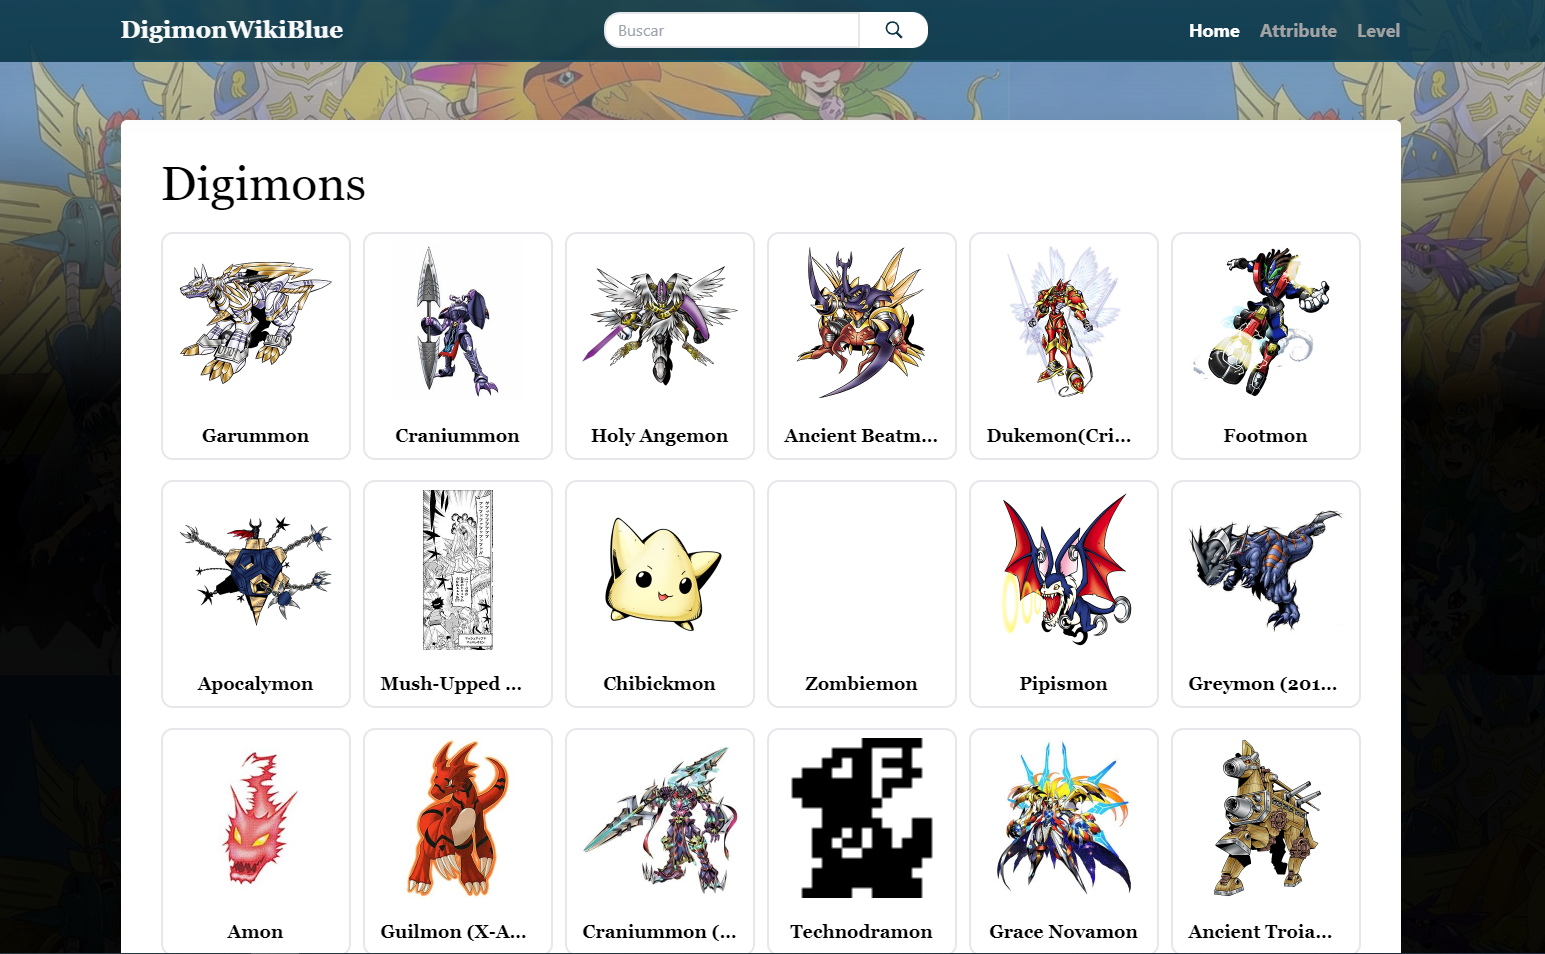 DigimonWikiBlue
Buscar
Home Attribute Level
Digimons
Garummon
Craniummon
Holy Angemon
Ancient Beatm...
Dukemon(Cri...
Footmon
Apocalymon
Mush-Upped ...
Chibickmon
Zombiemon
Pipismon
Greymon (201...
Amon
Guilmon (X-A...
Craniummon (...
Technodramon
Grace Novamon
Ancient Troia...